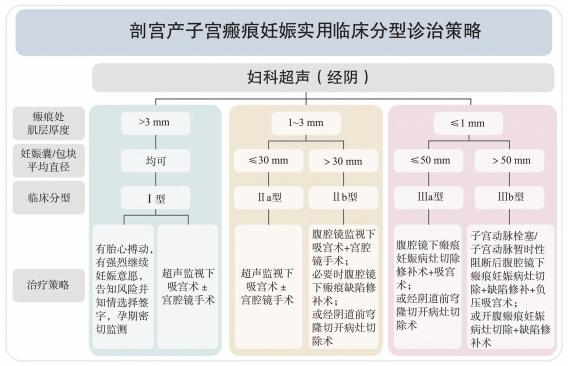 剖宫产子宫瘢痕妊娠实用临床分型诊治策略
妇科超声（经阴）
瘢痕处
肌层厚度
>3 mm
1~3 mm
≤1 mm
妊娠囊/包块
平均直径
均可
≤30 mm
> 30 mm
≤50 mm
> 50 mm
临床分型
Ⅰ 型
Ⅱa型
Ⅱb型
Ⅲa型
Ⅲb型
治疗策略
有胎心搏动，
有强烈继续
妊娠意愿，
告知风险并
知情选择签
字，孕期密
切监测
超声监视下
吸宫术 ±
宫腔镜手术
超声监视下
吸宫术 ±
宫腔镜手术
腹腔镜监视下
吸宫术+宫腔
镜手术；
必要时腹腔镜
下瘢痕缺陷修
补术；
或经阴道前穹
隆切开病灶切
除术
腹腔镜下瘢痕
妊娠病灶切除
修补术+吸宫
术；
或经阴道前穹
隆切开病灶切
除术
子宫动脉栓塞/
子宫动脉暂时性
阻断后腹腔镜下
瘢痕妊娠病灶切
除+缺陷修补+负
压吸宫术；
或开腹瘢痕妊娠
病灶切除+缺陷修
补术